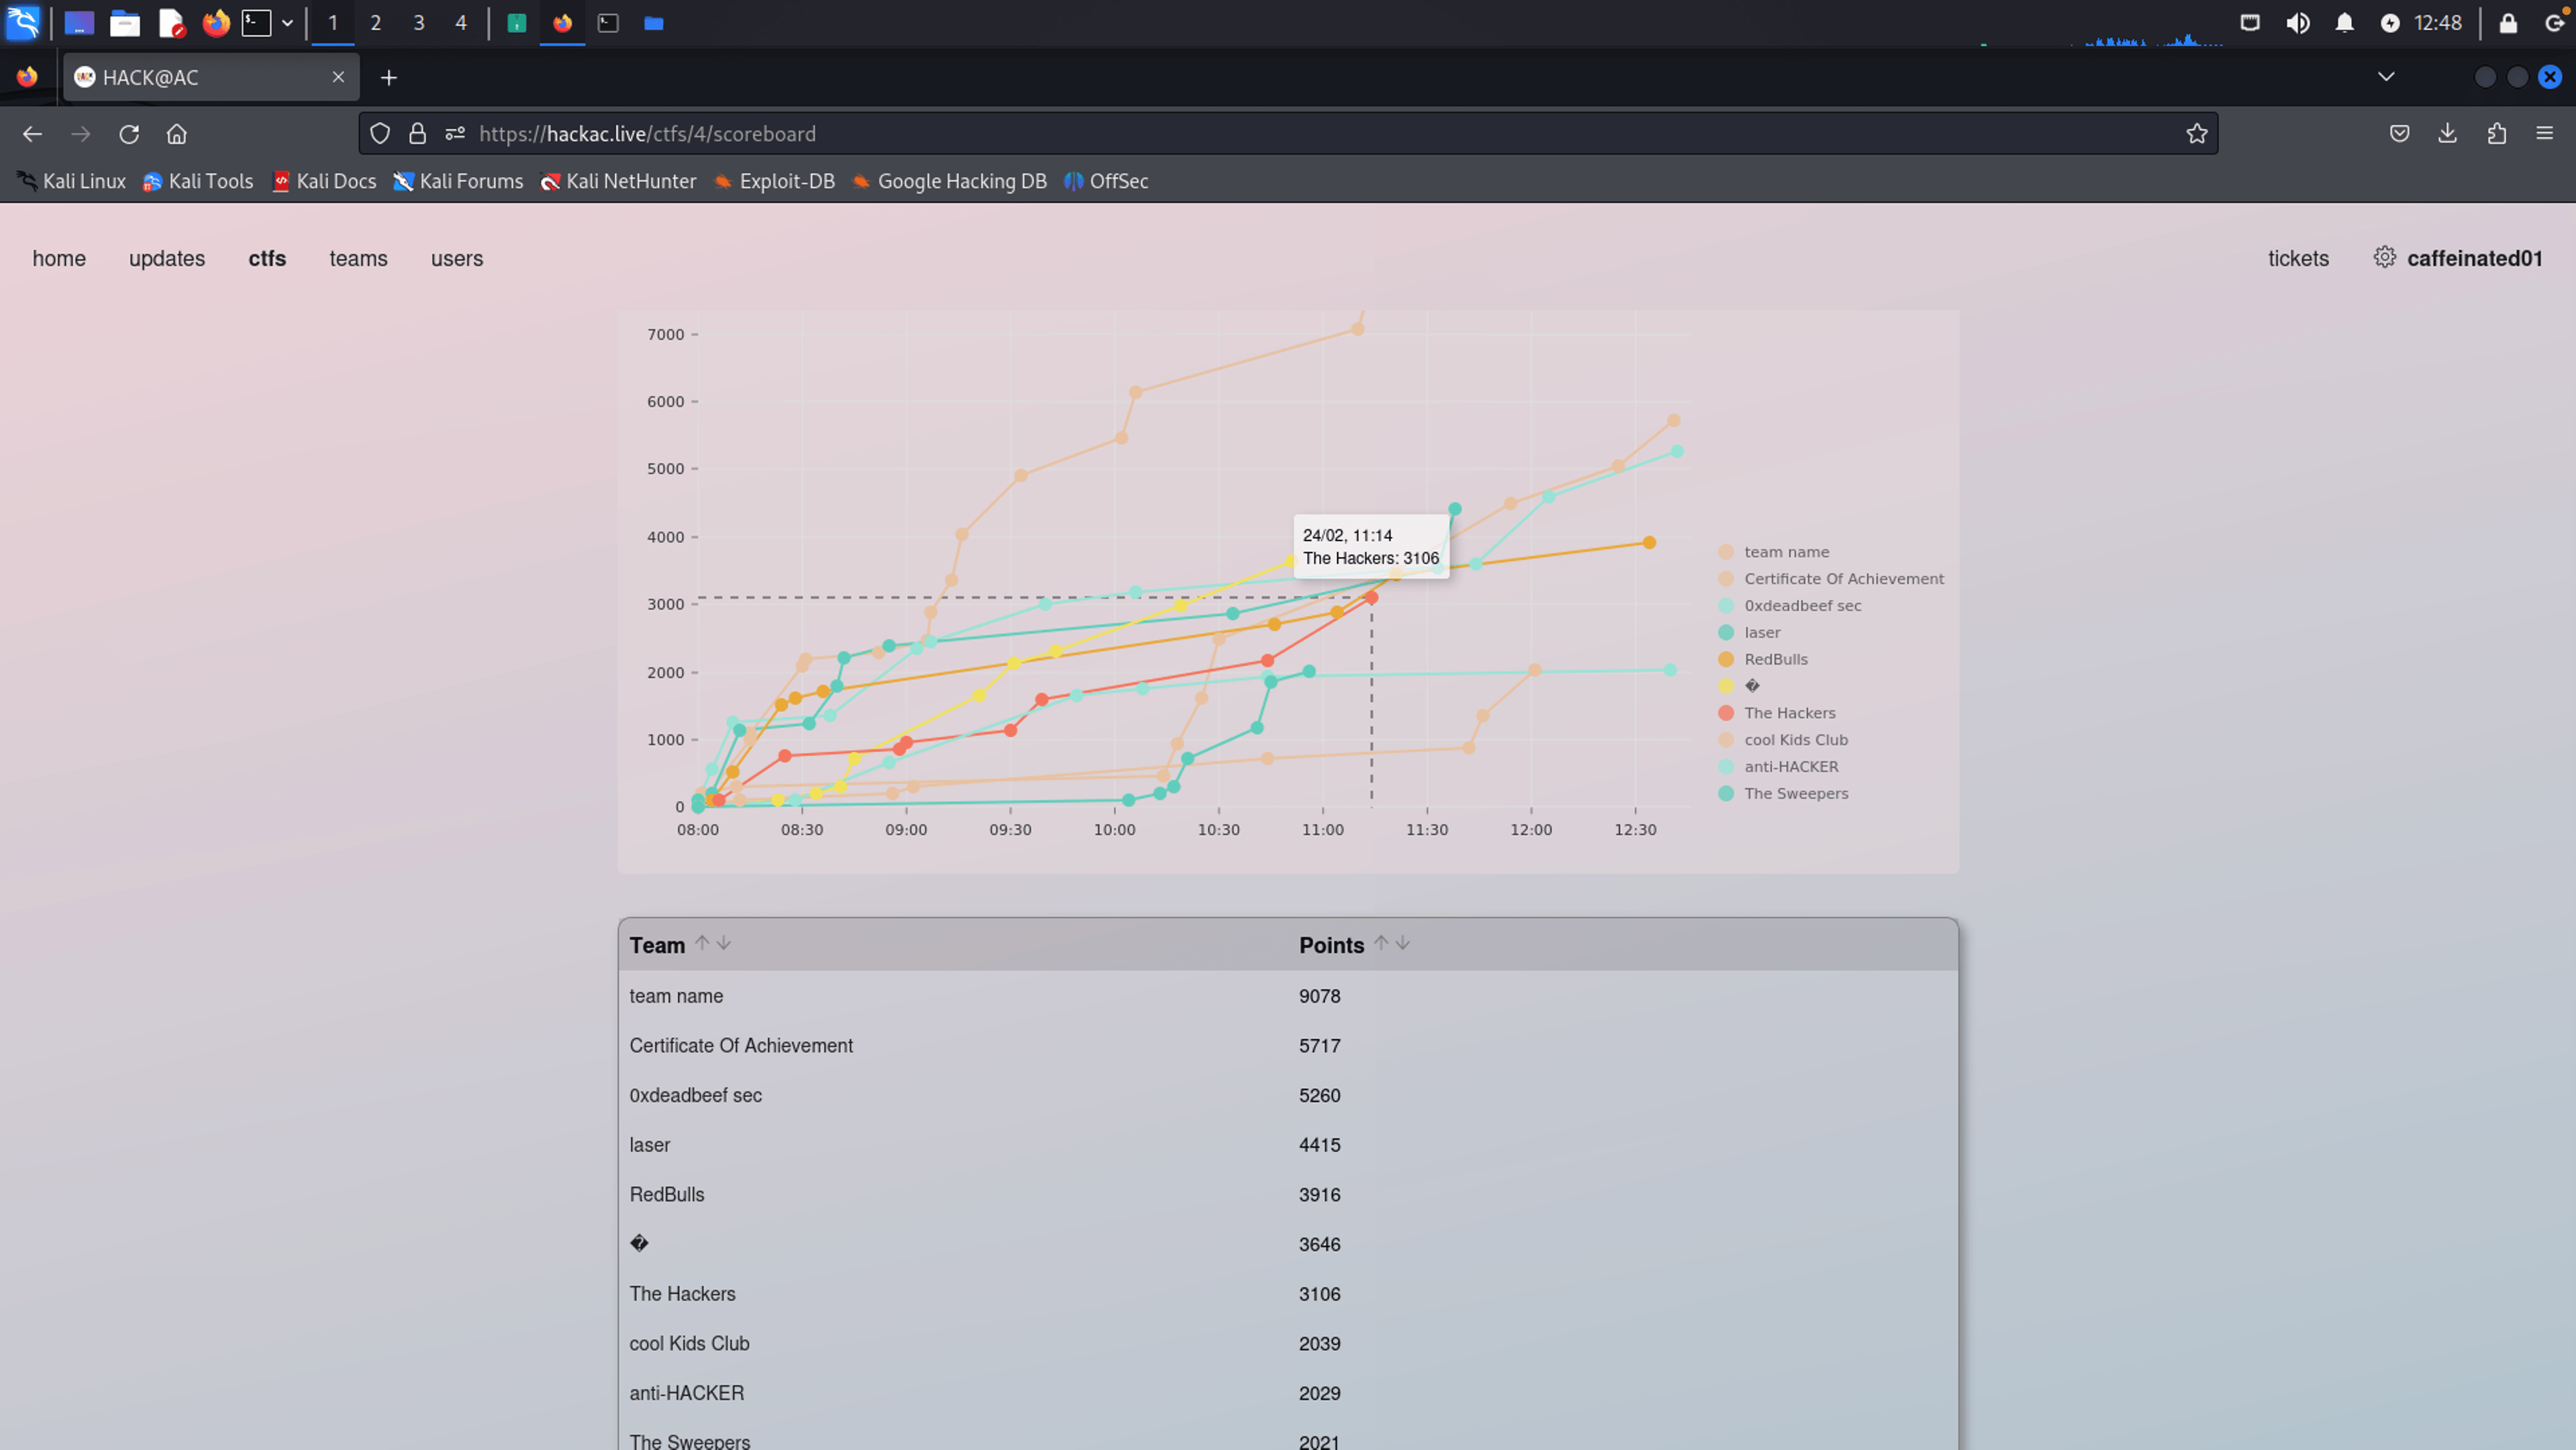 1 2 3 4 12:48
HACK@AC
https://hackac.live/ctfs/4/scoreboard
Kali Linux Kali Tools Kali Docs Kali Forums Kali NetHunter Exploit-DB Google Hacking DB OffSec
home updates ctfs teams users tickets caffeinated01
7000
6000
5000
4000
3000
2000
1000
0
08:00 08:30 09:00 09:30 10:00 10:30 11:00 11:30 12:00 12:30
24/02, 11:14
The Hackers: 3106
team name
Certificate Of Achievement
0xdeadbeef sec
laser
RedBulls
�
The Hackers
cool Kids Club
anti-HACKER
The Sweepers
Team Points
team name 9078
Certificate Of Achievement 5717
0xdeadbeef sec 5260
laser 4415
RedBulls 3916
� 3646
The Hackers 3106
cool Kids Club 2039
anti-HACKER 2029
The Sweepers 2021